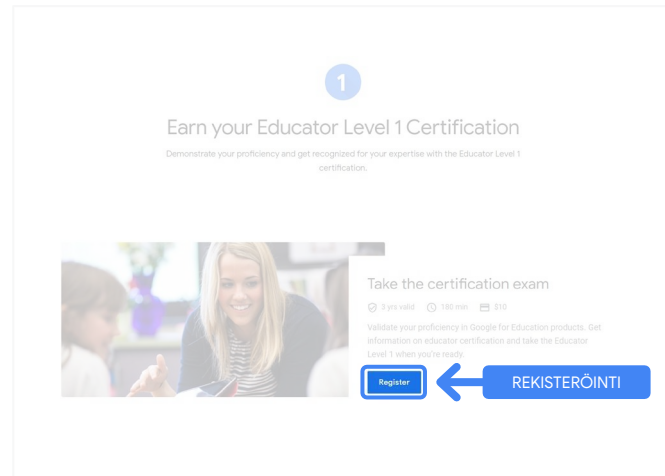 1
Earn your Educator Level 1 Certification
Demonstrate your proficiency and get recognized for your expertise with the Educator Level 1
certification.
Take the certification exam
3 yrs valid 180 min $10
Validate your proficiency in Google for Education products. Get
information on educator certification and take the Educator
Level 1 when you're ready.
Register
REKISTERÖINTI